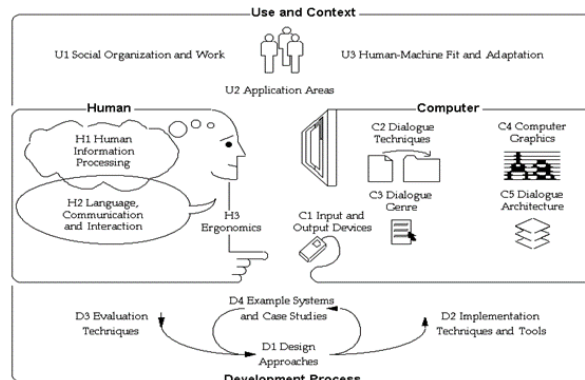 Use and Context
U1 Social Organization and Work
U3 Human-Machine Fit and Adaptation
U2 Application Areas
Human
Computer
H1 Human
Information
Processing
C2 Dialogue
Techniques
C4 Computer
Graphics
Aa
H2 Language,
Communication
and Interaction
H3
Ergonomics
C3 Dialogue
Genre
C1 Input and
Output Devices
C5 Dialogue
Architecture
D3 Evaluation
Techniques
D4 Example Systems
and Case Studies
D2 Implementation
Techniques and Tools
D1 Design
Approaches
Development Process